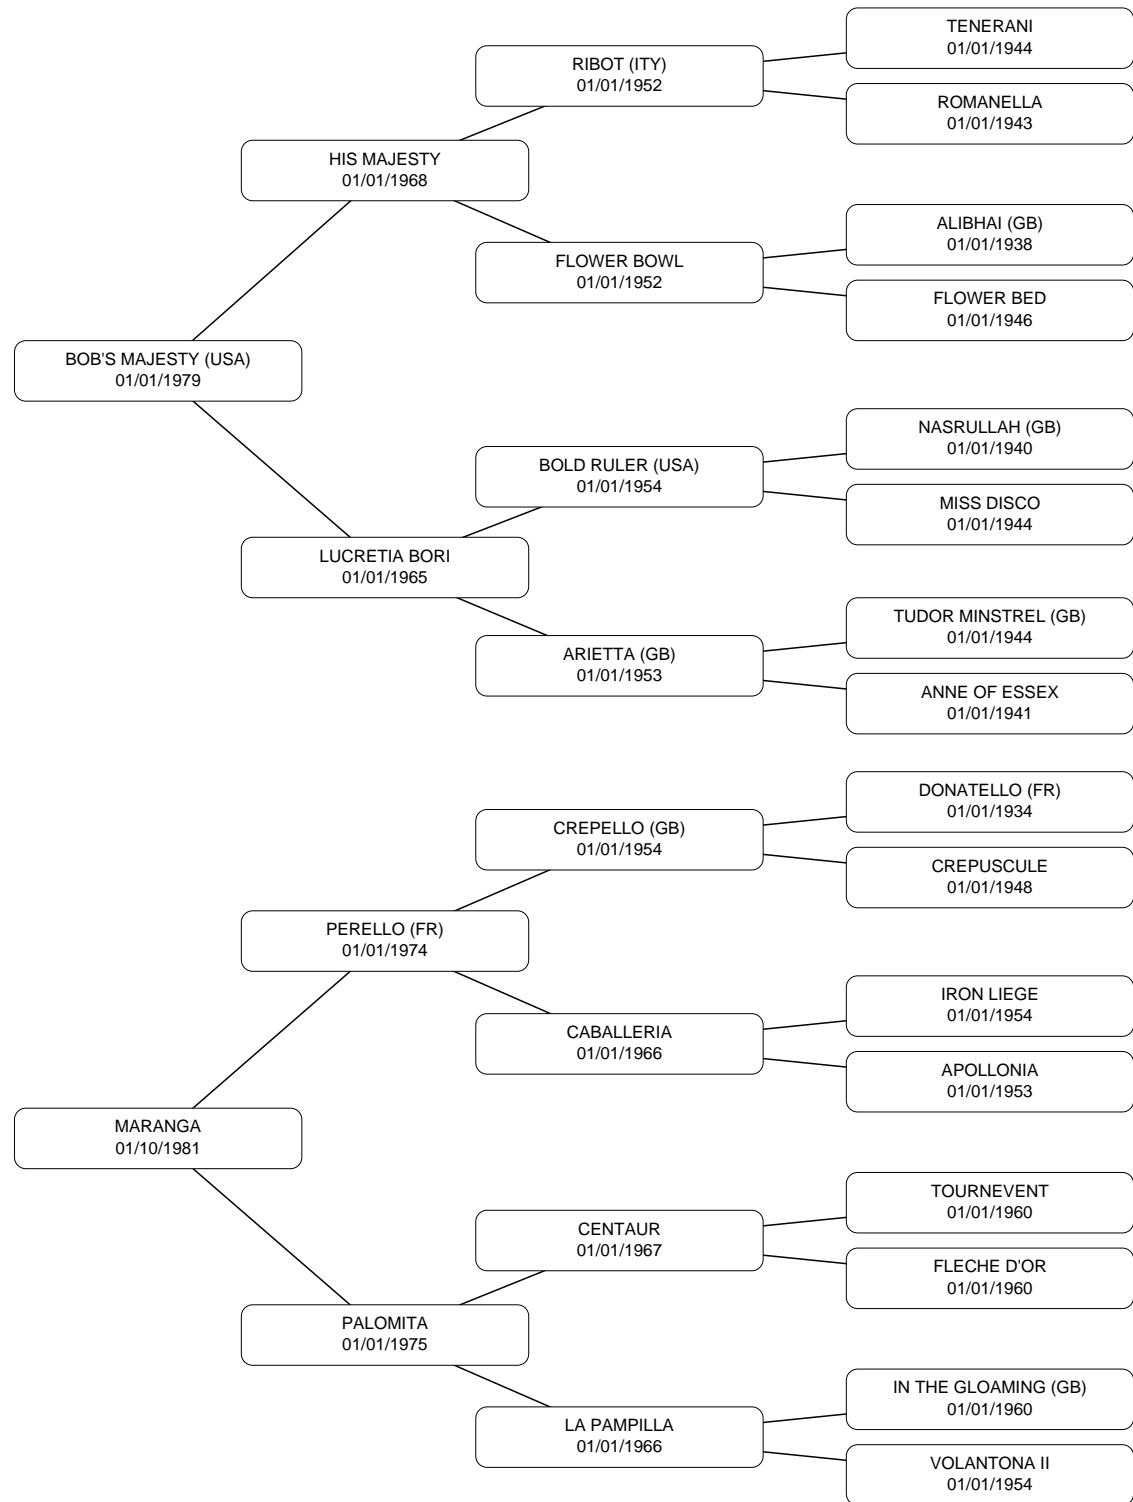 TENERANI
01/01/1944
RIBOT (ITY)
01/01/1952
ROMANELLA
01/01/1943
HIS MAJESTY
01/01/1968
ALIBHAI (GB)
01/01/1938
FLOWER BOWL
01/01/1952
FLOWER BED
01/01/1946
BOB'S MAJESTY (USA)
01/01/1979
NASRULLAH (GB)
01/01/1940
BOLD RULER (USA)
01/01/1954
MISS DISCO
01/01/1944
LUCRETIA BORI
01/01/1965
TUDOR MINSTREL (GB)
01/01/1944
ARIETTA (GB)
01/01/1953
ANNE OF ESSEX
01/01/1941
DONATELLO (FR)
01/01/1934
CREPELLO (GB)
01/01/1954
CREPUSCULE
01/01/1948
PERELLO (FR)
01/01/1974
IRON LIEGE
01/01/1954
CABALLERIA
01/01/1966
APOLLONIA
01/01/1953
MARANGA
01/10/1981
TOURNEVENT
01/01/1960
CENTAUR
01/01/1967
FLECHE D'OR
01/01/1960
PALOMITA
01/01/1975
IN THE GLOAMING (GB)
01/01/1960
LA PAMPILLA
01/01/1966
VOLANTONA II
01/01/1954